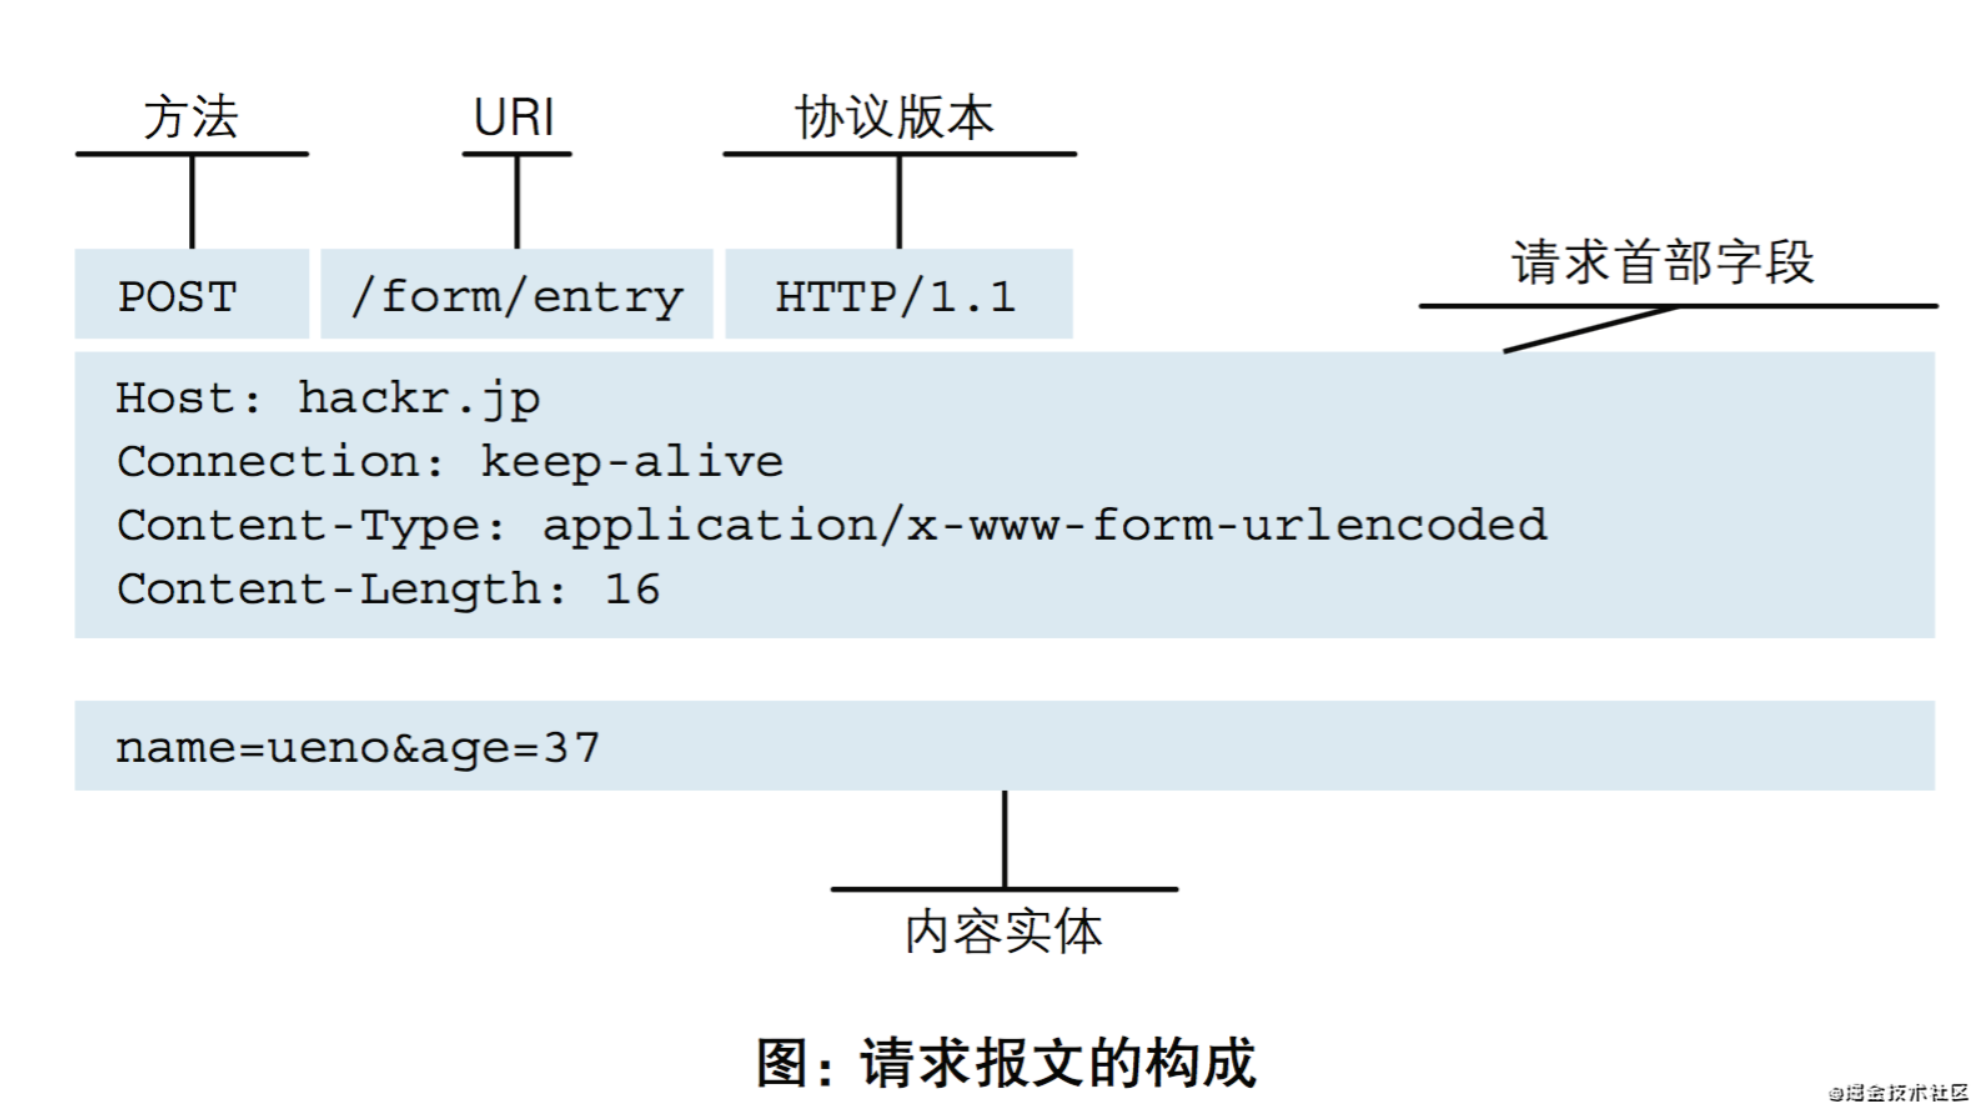 方法 URI 协议版本
POST /form/entry HTTP/1.1
请求首部字段
Host: hackr.jp
Connection: keep-alive
Content-Type: application/x-www-form-urlencoded
Content-Length: 16
name=ueno&age=37
内容实体
图：请求报文的构成
@掘金技术社区